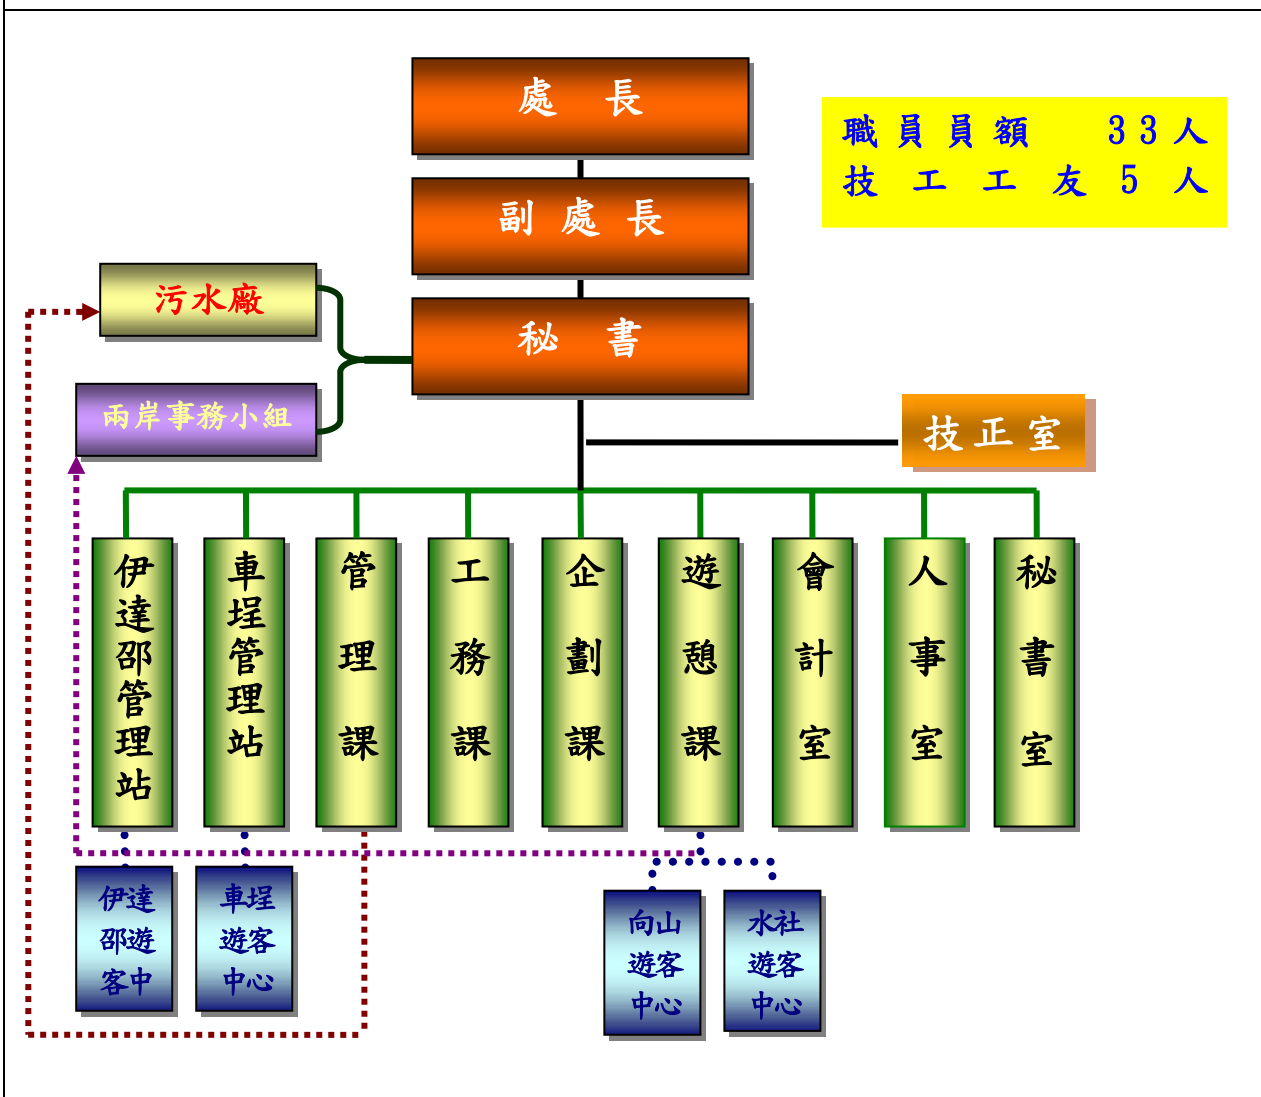 處 長
職員員額 33人
技工工友5人
副處長
污水廠
秘書
兩岸事務小組
技正室
伊達邵管理站
車埕管理站
管理課
工務課
企劃課
遊憩課
會計室
人事室
秘書室
伊達
邵遊
客中
車埕
遊客
中心
向山
遊客
中心
水社
遊客
中心